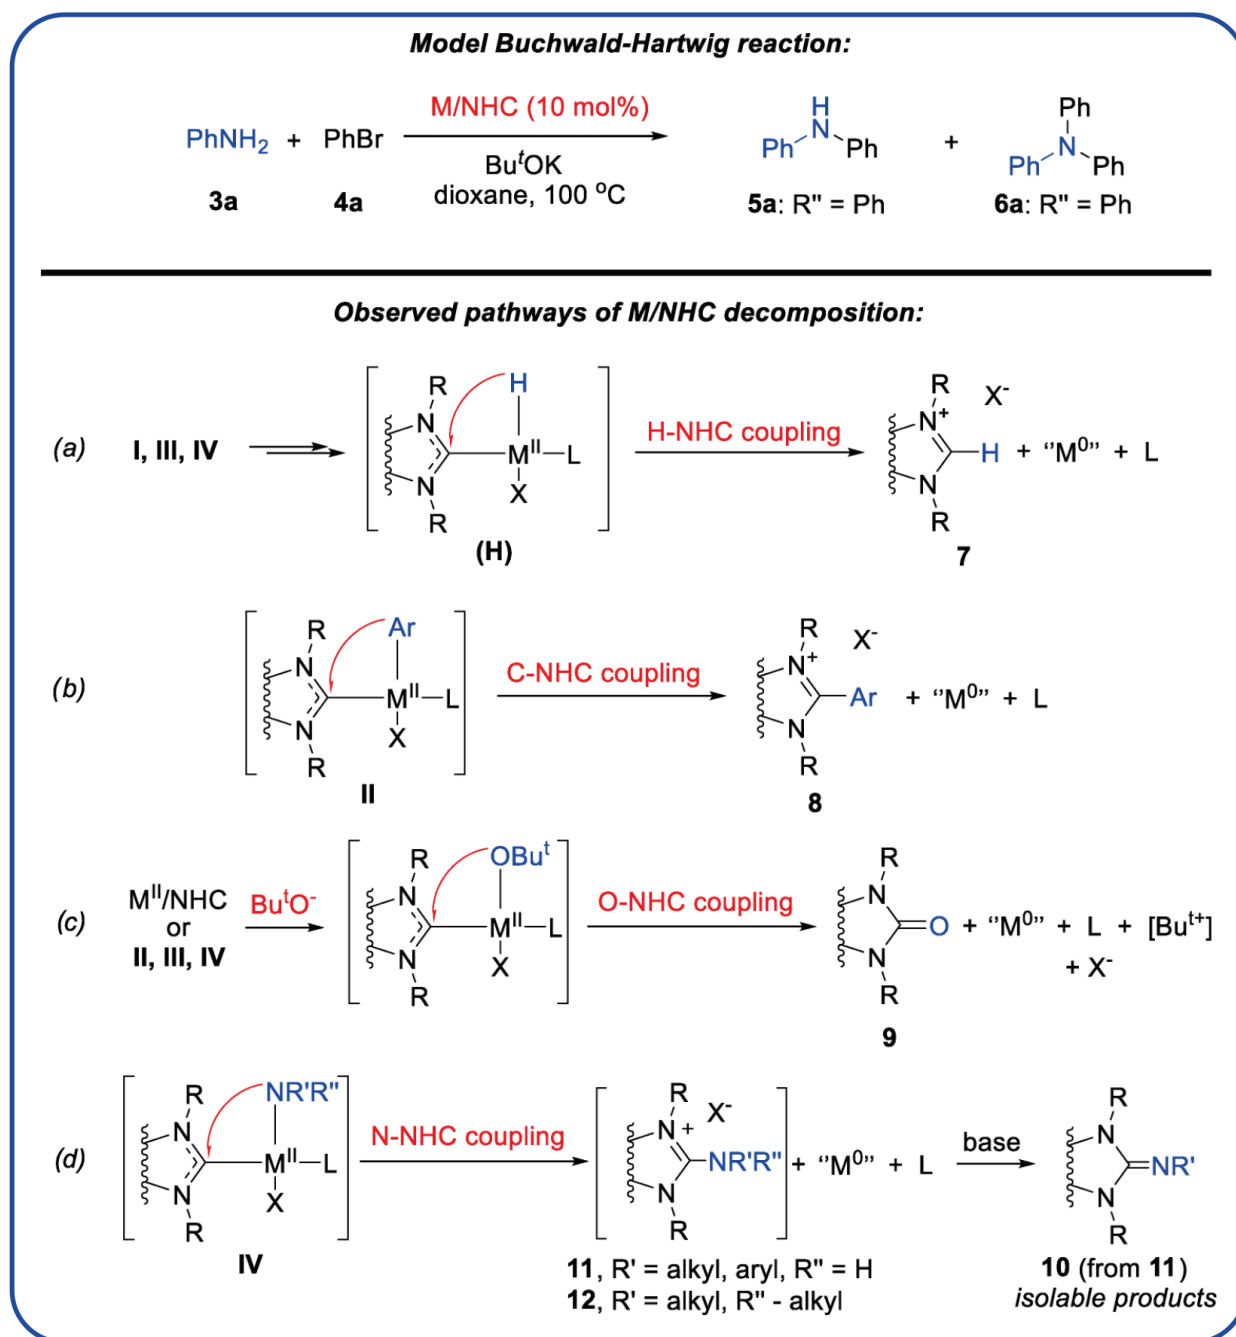 Model Buchwald-Hartwig reaction:
PhNH2 + PhBr
M/NHC (10 mol%)
ButOK
dioxane, 100 oC
3a
4a
H
N
Ph Ph
+
Ph
N
Ph Ph
5a: R" = Ph
6a: R" = Ph
Observed pathways of M/NHC decomposition:
(a)
I, III, IV
R
N
N
R
H
MII
L
X
(H)
H-NHC coupling
R
N+
N
R
H
X-
+ "M0" + L
7
(b)
R
N
N
R
Ar
MII
L
X
II
C-NHC coupling
R
N+
N
R
Ar
X-
+ "M0" + L
8
(c)
MII/NHC
or
II, III, IV
ButO-
R
N
N
R
OBut
MII
L
X
O-NHC coupling
R
N
N
R
O
+ "M0" + L + [But+]
+ X-
9
(d)
R
N
N
R
NR'R"
MII
L
X
IV
N-NHC coupling
R
N+
N
R
NR'R"
X-
+ "M0" + L
11, R' = alkyl, aryl, R" = H
12, R' = alkyl, R" - alkyl
base
R
N
N
R
NR'
10 (from 11)
isolable products